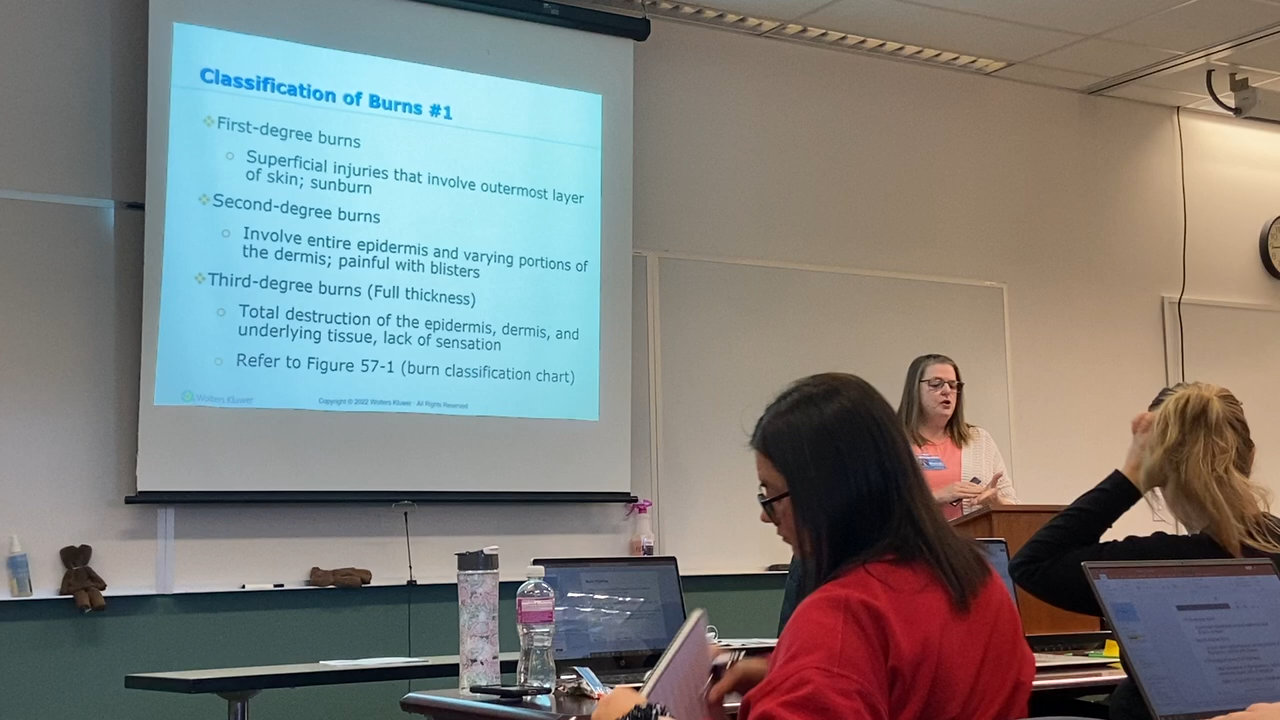 Classification of Burns #1
First-degree burns
Superficial injuries that involve outermost layer
of skin; sunburn
Second-degree burns
Involve entire epidermis and varying portions of
the dermis; painful with blisters
Third-degree burns (Full thickness)
Total destruction of the epidermis, dermis, and
underlying tissue, lack of sensation
Refer to Figure 57-1 (burn classification chart)
Wolters Kluwer
Copyright © 2022 Wolters Kluwer · All Rights Reserved